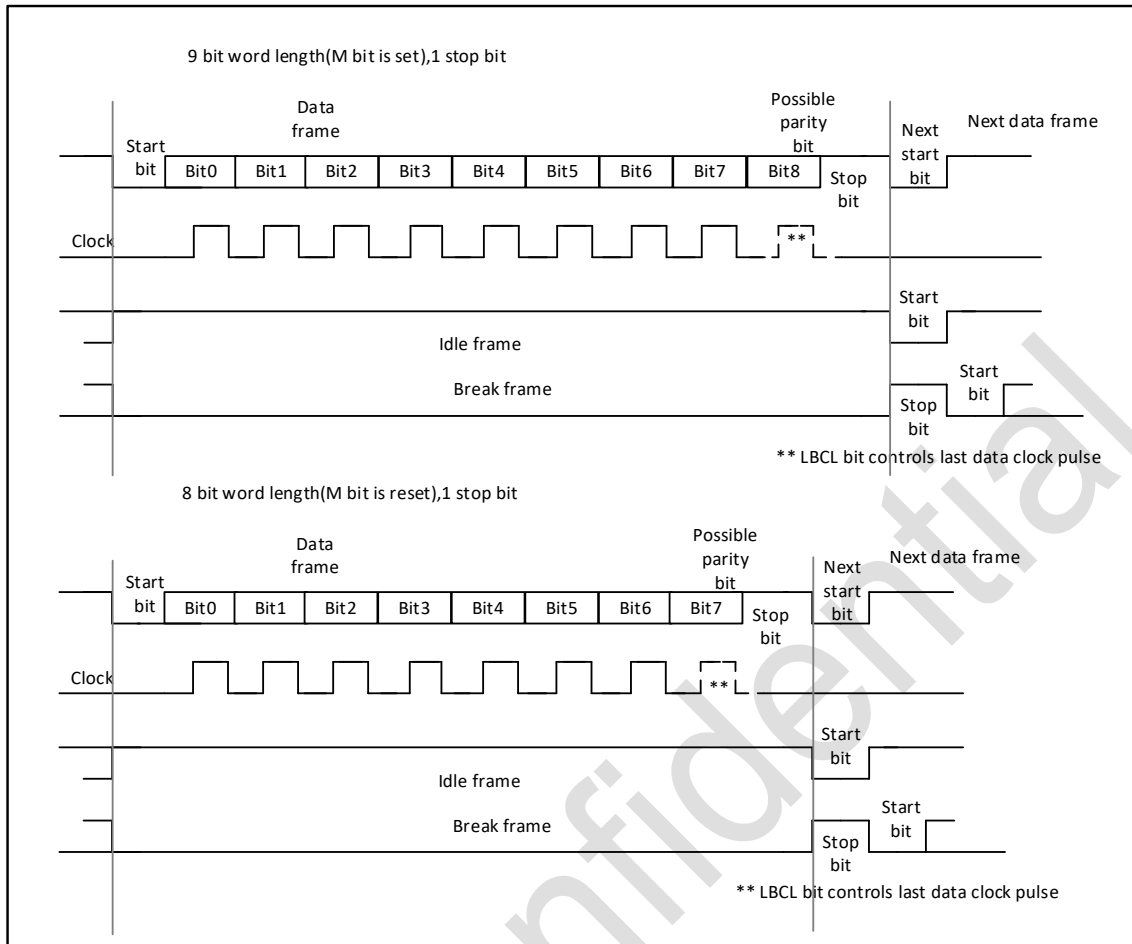 9 bit word length(M bit is set),1 stop bit
Data
frame
Possible
parity
bit
Start
bit
Bit0 Bit1 Bit2 Bit3 Bit4 Bit5 Bit6 Bit7 Bit8
Stop
bit
Next
start
bit
Next data frame
Clock
**
Start
bit
Idle frame
Break frame
Stop
bit
Start
bit
** LBCL bit controls last data clock pulse
8 bit word length(M bit is reset),1 stop bit
Data
frame
Possible
parity
bit
Start
bit
Bit0 Bit1 Bit2 Bit3 Bit4 Bit5 Bit6 Bit7
Stop
bit
Next
start
bit
Next data frame
Clock
**
Start
bit
Idle frame
Break frame
Stop
bit
Start
bit
** LBCL bit controls last data clock pulse
nfidential